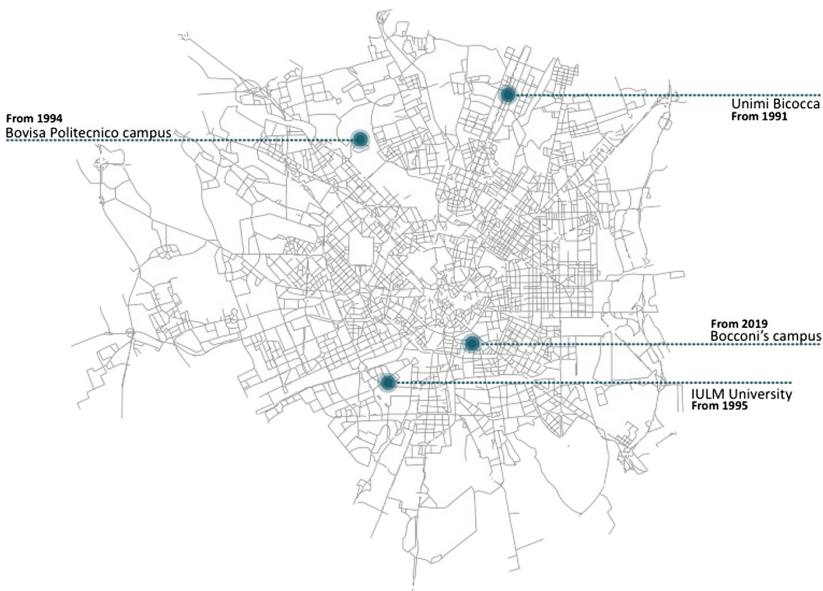 Unimi Bicocca
From 1991
From 1994
Bovisa Politecnico campus
From 2019
Bocconi's campus
IULM University
From 1995